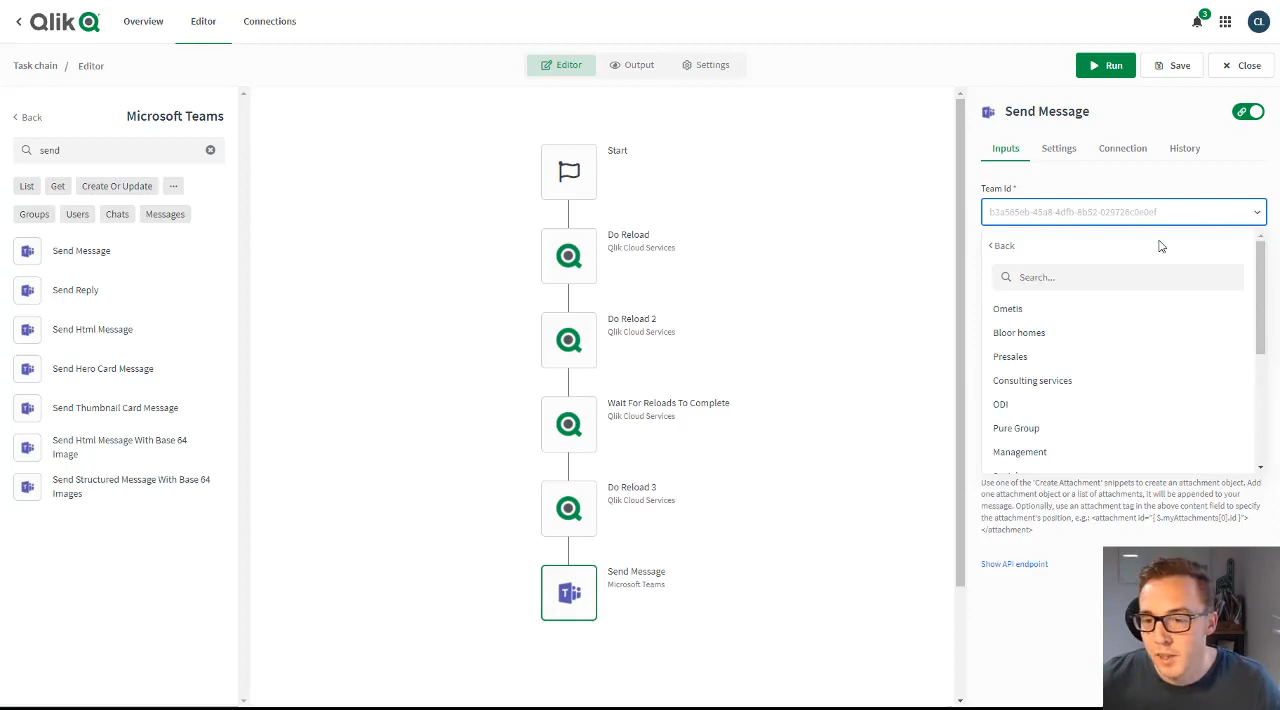 Qlik
Overview
Editor
Connections
3
CL
Task chain / Editor
Editor
Output
Settings
Run
Save
Close
Back
Microsoft Teams
send
List
Get
Create Or Update
...
Groups
Users
Chats
Messages
Send Message
Send Reply
Send Html Message
Send Hero Card Message
Send Thumbnail Card Message
Send Html Message With Base 64
Image
Send Structured Message With Base 64
Images
Start
Do Reload
Qlik Cloud Services
Do Reload 2
Qlik Cloud Services
Wait For Reloads To Complete
Qlik Cloud Services
Do Reload 3
Qlik Cloud Services
Send Message
Microsoft Teams
Send Message
Inputs
Settings
Connection
History
Team Id *
b2a565eb-45a8-4dfb-8b52-029726c0e0ef
Back
Search...
Ometis
Bloor homes
Presales
Consulting services
ODI
Pure Group
Management
Use one of the 'Create Attachment' snippets to create an attachment object. Add
one attachment object or a list of attachments, it will be appended to your
message. Optionally, use an attachment tag in the above content field to specify
the attachment's position, e.g.: <attachment id="{ $.myAttachments[0].id }">
</attachment>
Show API endpoint